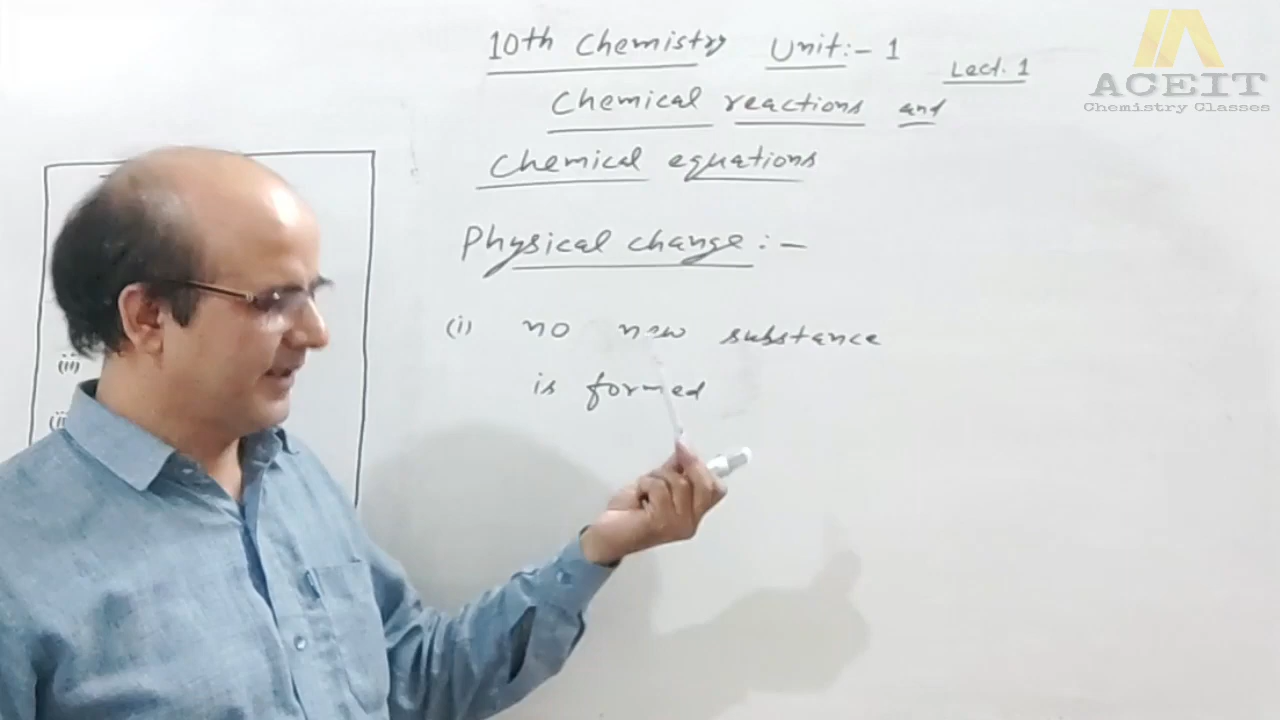 10th Chemistry Unit:- 1
Lect. 1
Chemical reactions and
Chemical equations
Physical change :-
(i) no new substance
is formed
(ii)
ACEIT
Chemistry Classes